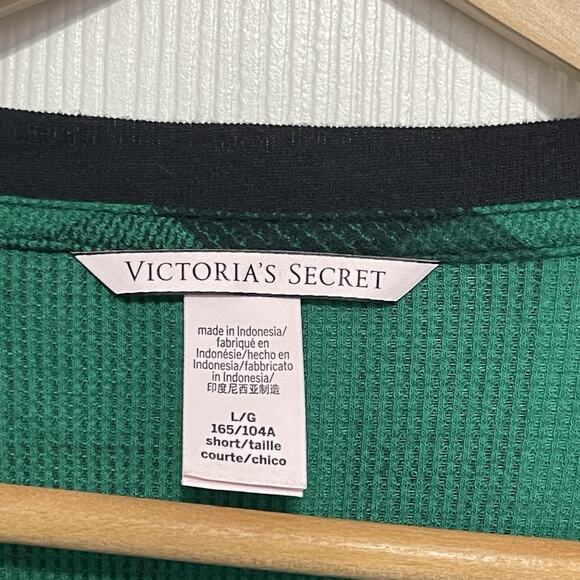 VICTORIA'S SECRET
made in Indonesia/
fabriqué en
Indonésie/hecho en
Indonesia/fabbricato
in Indonesia/
印度尼西亚制造
L/G
165/104A
short/taille
courte/chico